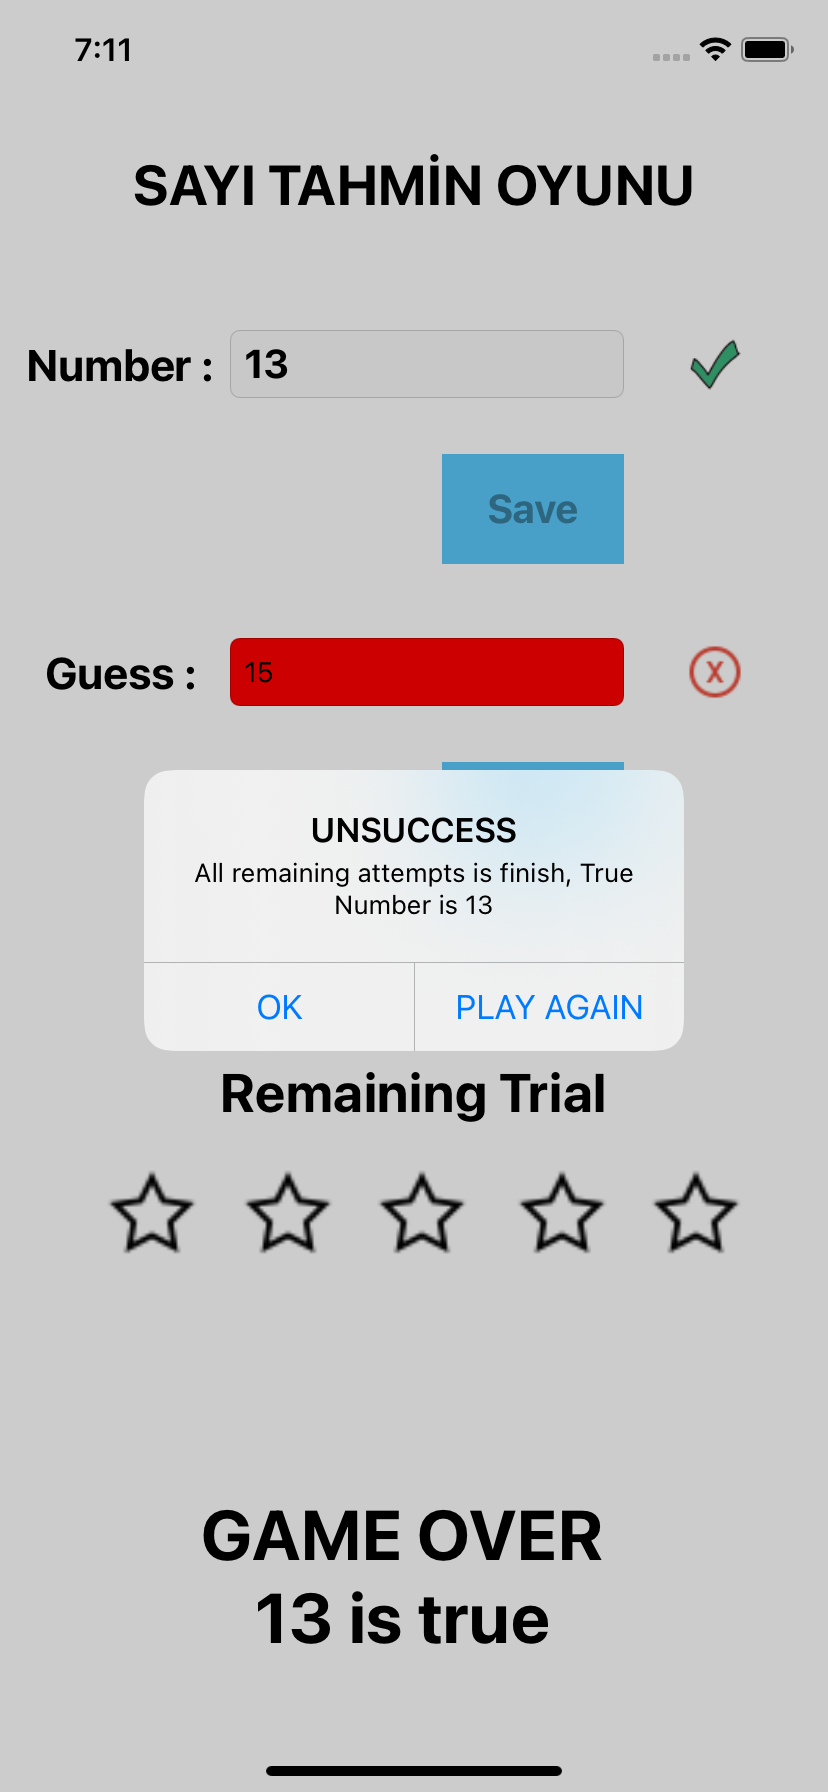 7:11
SAYI TAHMİN OYUNU
Number : 13
Save
Guess : 15
X
UNSUCCESS
All remaining attempts is finish, True
Number is 13
OK PLAY AGAIN
Remaining Trial
GAME OVER
13 is true